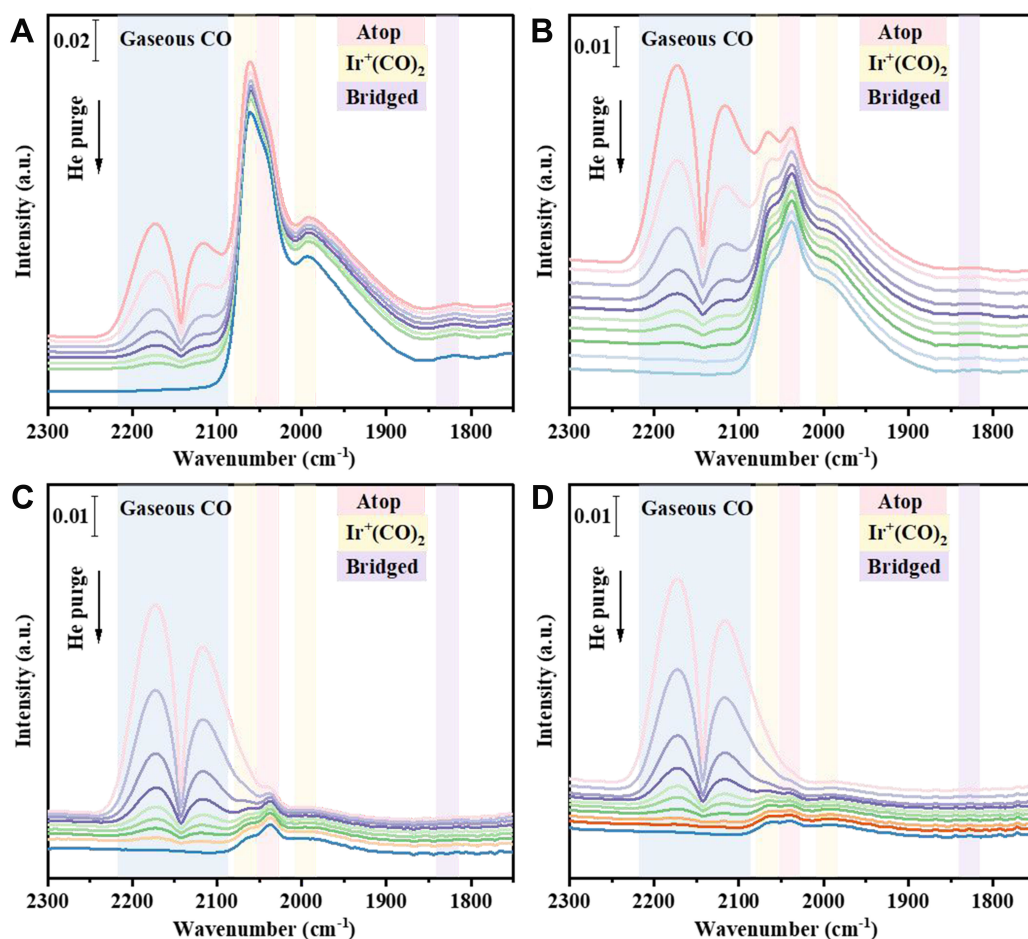 A
0.02
Gaseous CO
Atop
Ir⁺(CO)₂
Bridged
He purge
Intensity (a.u.)
2300 2200 2100 2000 1900 1800
Wavenumber (cm⁻¹)
B
0.01
Gaseous CO
Atop
Ir⁺(CO)₂
Bridged
He purge
Intensity (a.u.)
2300 2200 2100 2000 1900 1800
Wavenumber (cm⁻¹)
C
0.01
Gaseous CO
Atop
Ir⁺(CO)₂
Bridged
He purge
Intensity (a.u.)
2300 2200 2100 2000 1900 1800
Wavenumber (cm⁻¹)
D
0.01
Gaseous CO
Atop
Ir⁺(CO)₂
Bridged
He purge
Intensity (a.u.)
2300 2200 2100 2000 1900 1800
Wavenumber (cm⁻¹)